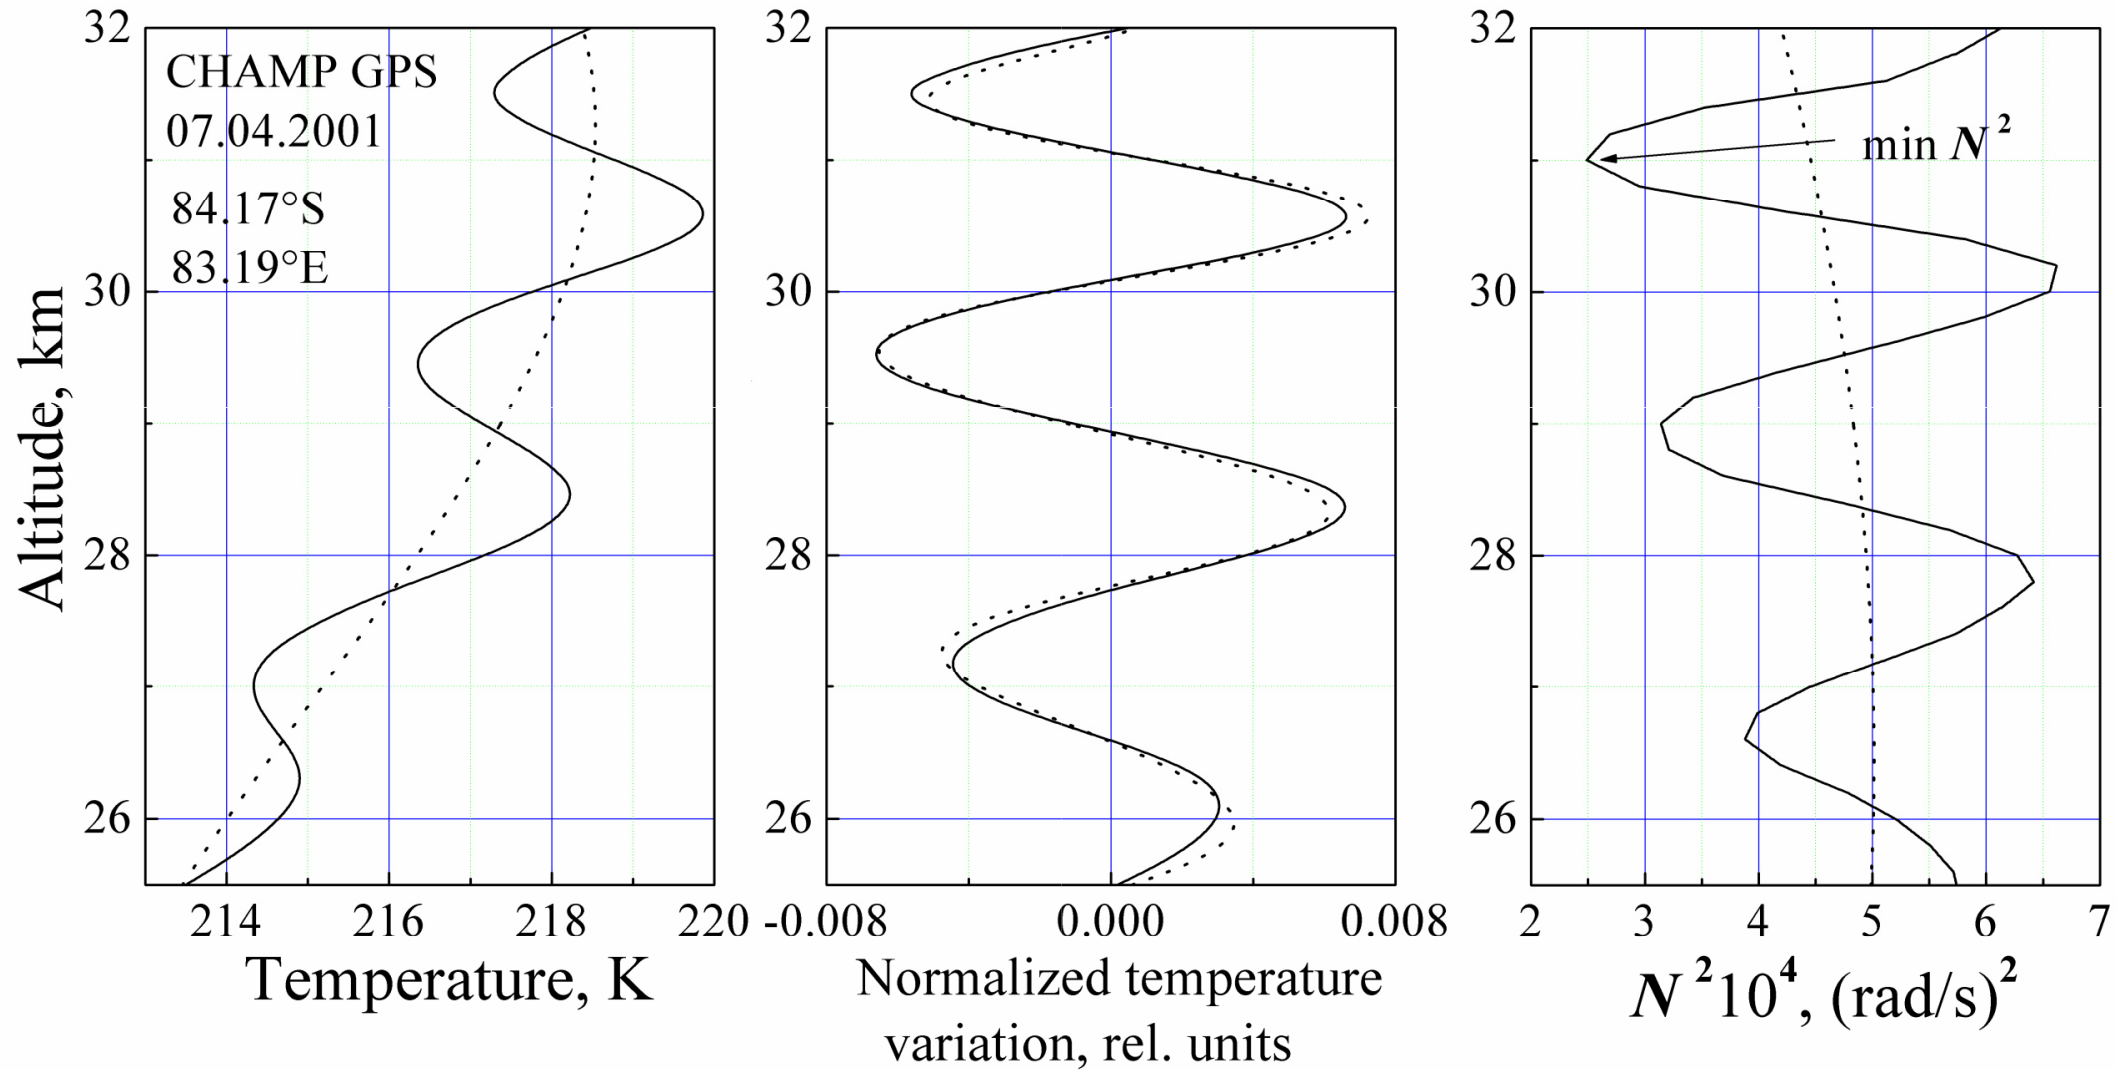 CHAMP GPS
07.04.2001
84.17°S
83.19°E
32
30
28
26
Altitude, km
214 216 218 220
Temperature, K
32
30
28
26
-0.008 0.000 0.008
Normalized temperature
variation, rel. units
32
30
28
26
min N²
2 3 4 5 6 7
N²10⁴, (rad/s)²